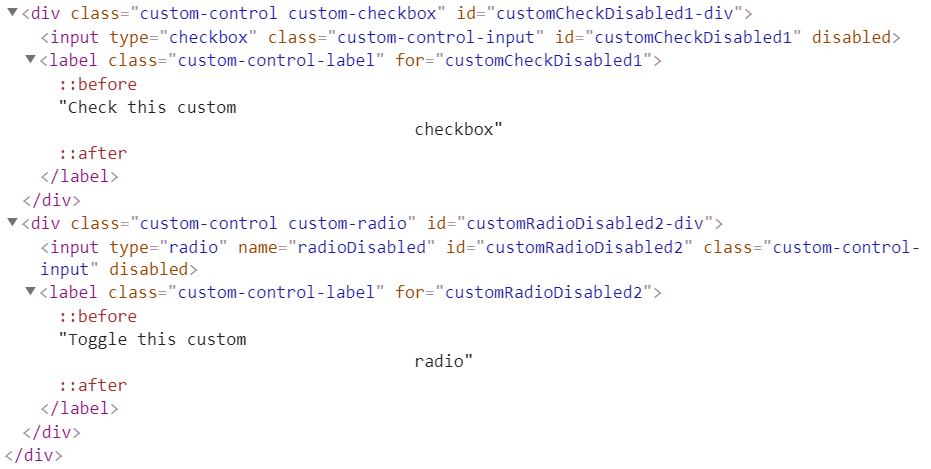 ▼<div class="custom-control custom-checkbox" id="customCheckDisabled1-div">
<input type="checkbox" class="custom-control-input" id="customCheckDisabled1" disabled>
▼<label class="custom-control-label" for="customCheckDisabled1">
::before
"Check this custom
checkbox"
::after
</label>
</div>
▼<div class="custom-control custom-radio" id="customRadioDisabled2-div">
<input type="radio" name="radioDisabled" id="customRadioDisabled2" class="custom-control-
input" disabled>
▼<label class="custom-control-label" for="customRadioDisabled2">
::before
"Toggle this custom
radio"
::after
</label>
</div>
</div>